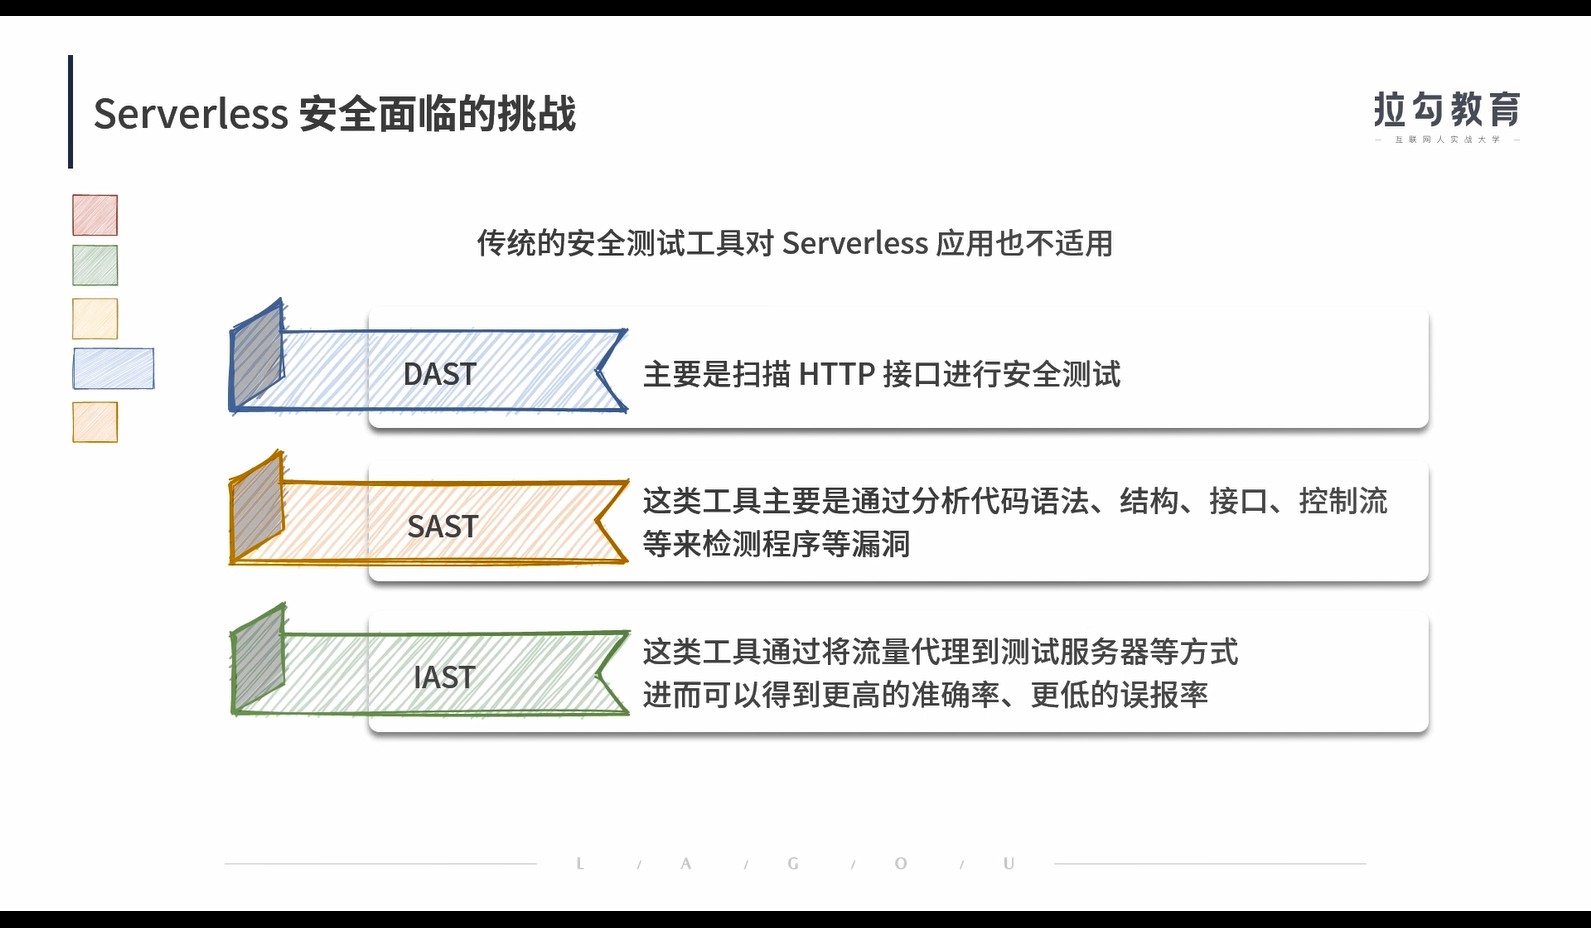 Serverless 安全面临的挑战
拉勾教育
互联网人实战大学
传统的安全测试工具对 Serverless 应用也不适用
DAST
主要是扫描 HTTP 接口进行安全测试
SAST
这类工具主要是通过分析代码语法、结构、接口、控制流
等来检测程序等漏洞
IAST
这类工具通过将流量代理到测试服务器等方式
进而可以得到更高的准确率、更低的误报率
L / A / G / O / U